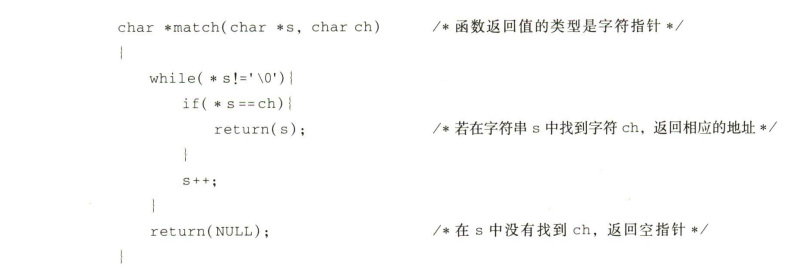 char *match(char *s, char ch) /* 函数返回值的类型是字符指针 */
{
while( * s!='\0'){
if( * s ==ch){
return(s); /* 若在字符串 s 中找到字符 ch, 返回相应的地址 */
}
s++;
}
return(NULL); /* 在 s 中没有找到 ch, 返回空指针 */
}